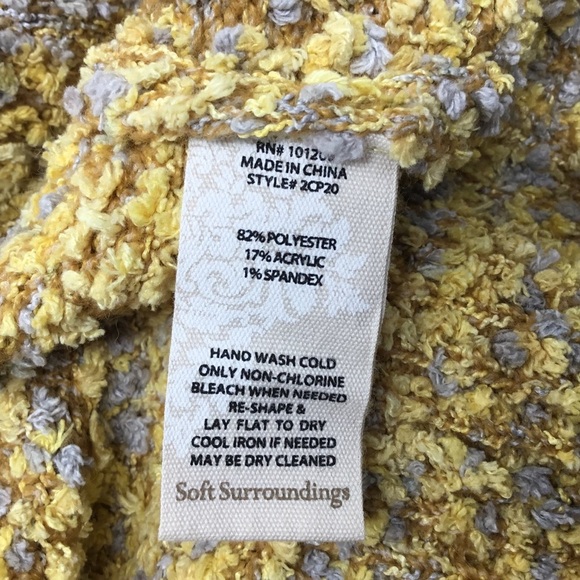 RN#
MADE IN CHINA
STYLE# 2CP20
82% POLYESTER
17% ACRYLIC
1% SPANDEX
HAND WASH COLD
ONLY NON-CHLORINE
BLEACH WHEN NEEDED
RE-SHAPE &
LAY FLAT TO DRY
COOL IRON IF NEEDED
MAY BE DRY CLEANED
Soft Surroundings